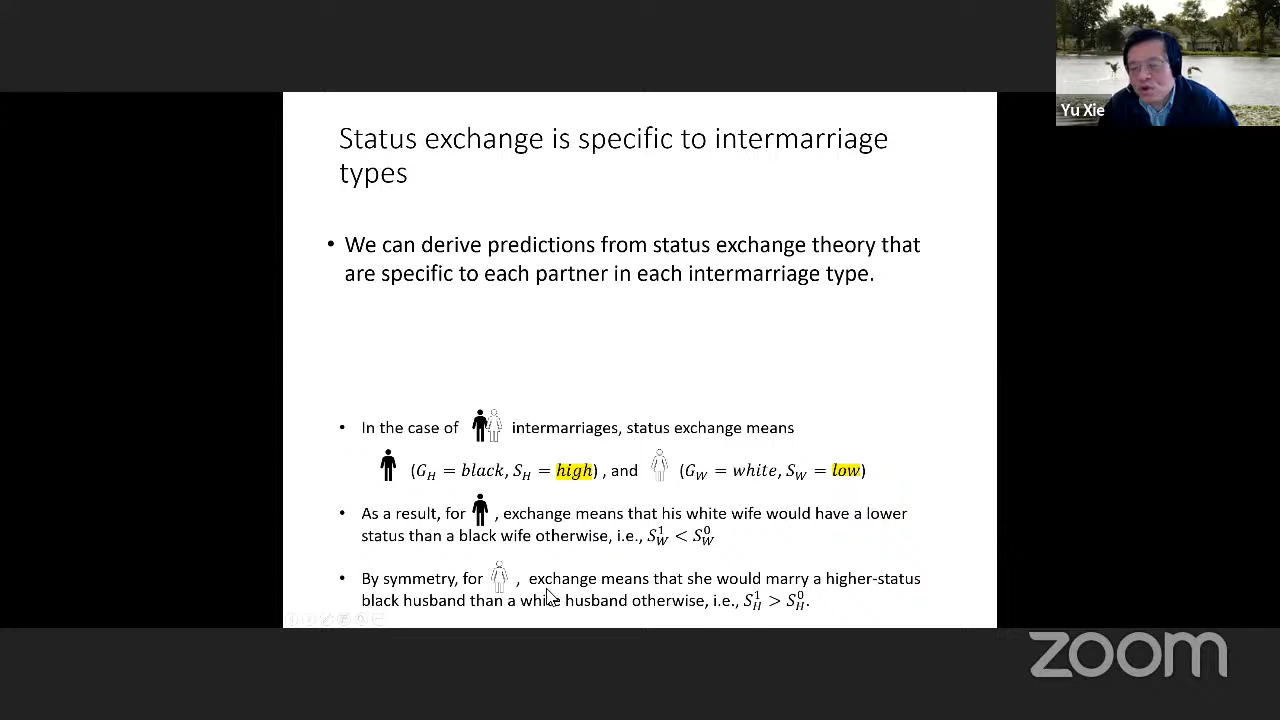 Yu Xie
Status exchange is specific to intermarriage
types
• We can derive predictions from status exchange theory that
are specific to each partner in each intermarriage type.
• In the case of intermarriages, status exchange means
(G_H = black, S_H = high) , and (G_W = white, S_W = low)
• As a result, for , exchange means that his white wife would have a lower
status than a black wife otherwise, i.e., S_W^1 < S_W^0
• By symmetry, for , exchange means that she would marry a higher-status
black husband than a white husband otherwise, i.e., S_H^1 > S_H^0.
zoom